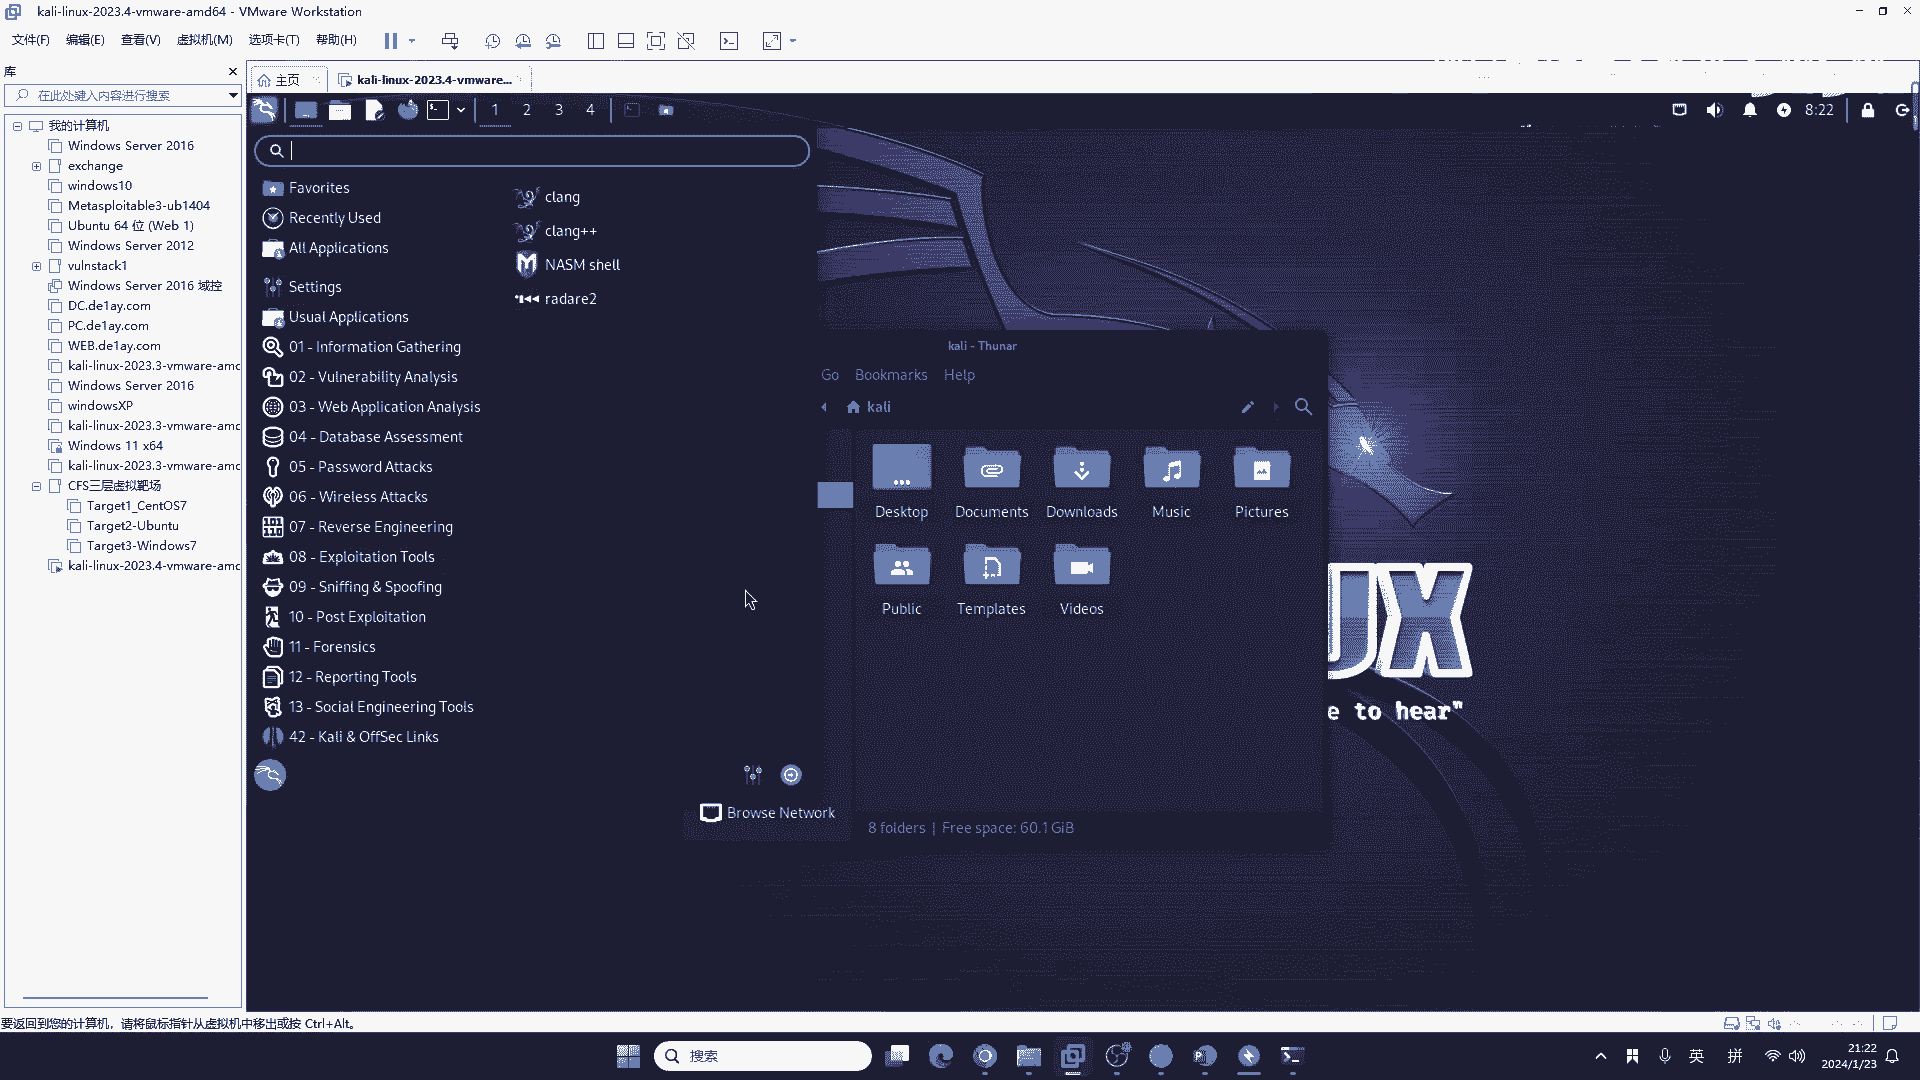 kali-linux-2023.4-vmware-amd64 - VMware Workstation
文件(F) 编辑(E) 查看(V) 虚拟机(M) 选项卡(T) 帮助(H)
库
在此处键入内容进行搜索
我的计算机
Windows Server 2016
exchange
windows10
Metasploitable3-ub1404
Ubuntu 64 位 (Web 1)
Windows Server 2012
vulnstack1
Windows Server 2016 域控
DC.de1ay.com
PC.de1ay.com
WEB.de1ay.com
kali-linux-2023.3-vmware-amd
Windows Server 2016
windowsXP
kali-linux-2023.3-vmware-amd
Windows 11 x64
kali-linux-2023.3-vmware-amd
CFS三层虚拟靶场
Target1_CentOS7
Target2-Ubuntu
Target3-Windows7
kali-linux-2023.4-vmware-amd
主页
kali-linux-2023.4-vmware...
1 2 3 4
8:22
Favorites
Recently Used
All Applications
Settings
Usual Applications
01 - Information Gathering
02 - Vulnerability Analysis
03 - Web Application Analysis
04 - Database Assessment
05 - Password Attacks
06 - Wireless Attacks
07 - Reverse Engineering
08 - Exploitation Tools
09 - Sniffing & Spoofing
10 - Post Exploitation
11 - Forensics
12 - Reporting Tools
13 - Social Engineering Tools
42 - Kali & OffSec Links
clang
clang++
NASM shell
radare2
kali - Thunar
Go Bookmarks Help
kali
Desktop Documents Downloads Music Pictures
Public Templates Videos
Browse Network
8 folders | Free space: 60.1 GiB
UX
e to hear"
要返回到您的计算机，请将鼠标指针从虚拟机中移出或按 Ctrl+Alt。
搜索
英 拼
21:22
2024/1/23